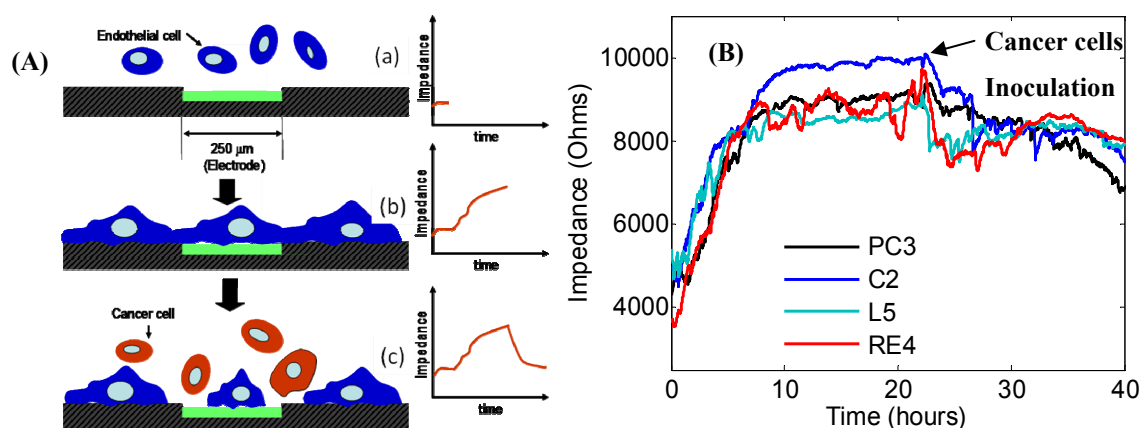 (A)
Endothelial cell
(a)
Impedance
time
250 µm
(Electrode)
(b)
Impedance
time
Cancer cell
(c)
Impedance
time
(B)
Cancer cells
Inoculation
10000
8000
6000
4000
Impedance (Ohms)
PC3
C2
L5
RE4
0
10
20
30
40
Time (hours)